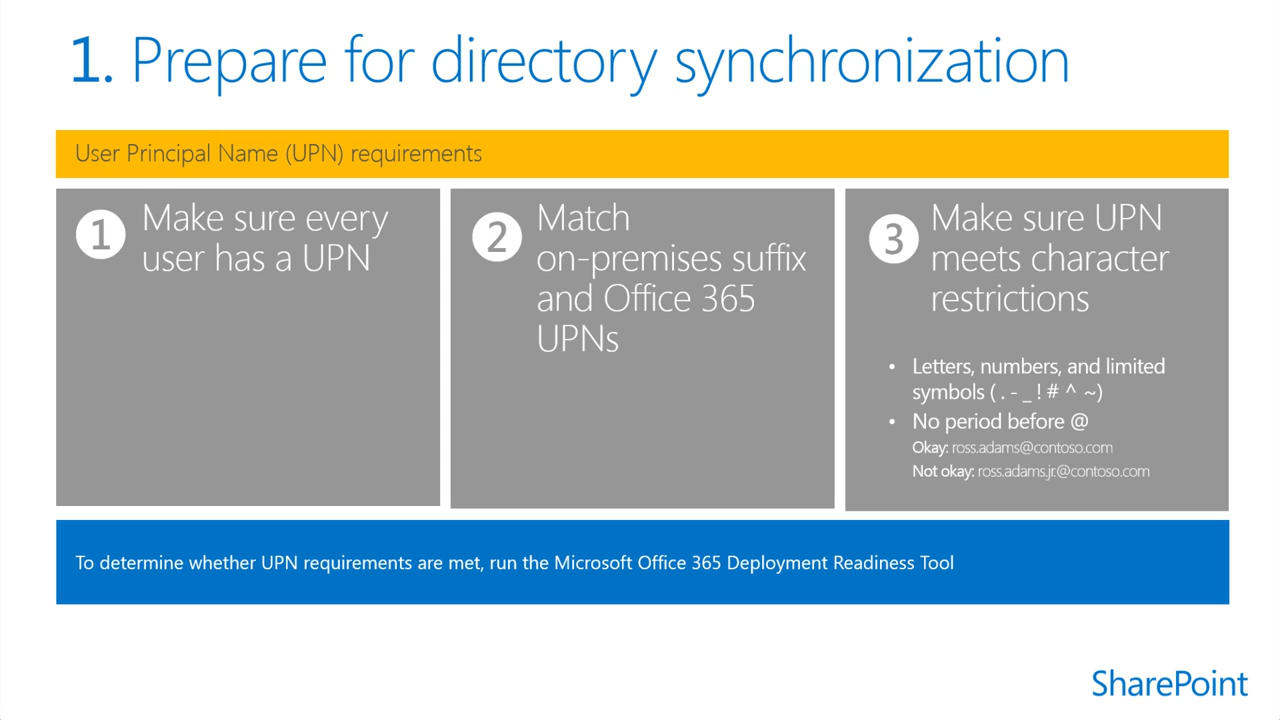 1. Prepare for directory synchronization
User Principal Name (UPN) requirements
1
Make sure every
user has a UPN
2
Match
on-premises suffix
and Office 365
UPNs
3
Make sure UPN
meets character
restrictions
• Letters, numbers, and limited
symbols ( . - _ ! # ^ ~)
• No period before @
Okay: ross.adams@contoso.com
Not okay: ross.adams.jr.@contoso.com
To determine whether UPN requirements are met, run the Microsoft Office 365 Deployment Readiness Tool
SharePoint